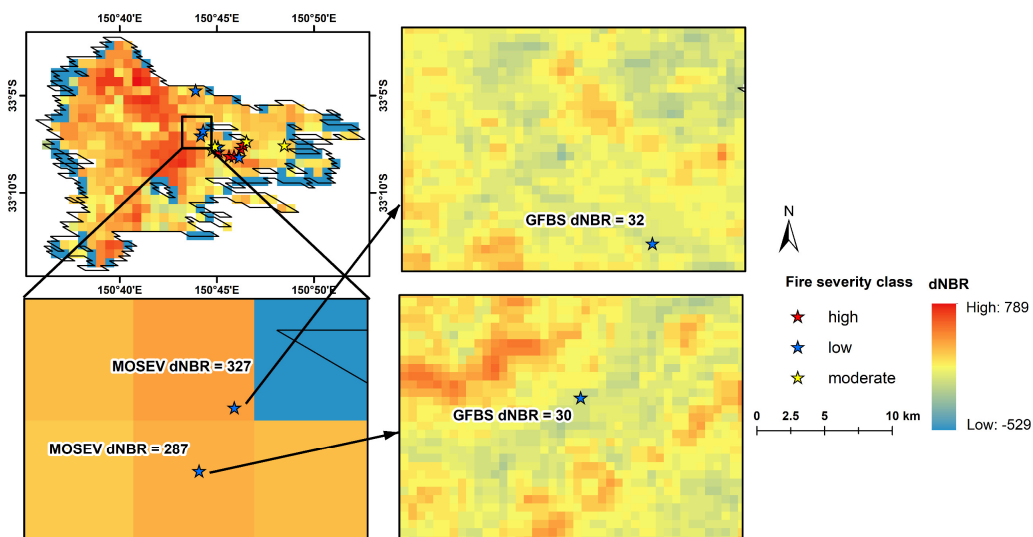 150°40'E 150°45'E 150°50'E
33°5'S
33°5'S
33°10'S
33°10'S
150°40'E 150°45'E 150°50'E
GFBS dNBR = 32
MOSEV dNBR = 327
MOSEV dNBR = 287
GFBS dNBR = 30
N
Fire severity class
high
low
moderate
dNBR
High: 789
Low: -529
0 2.5 5 10 km